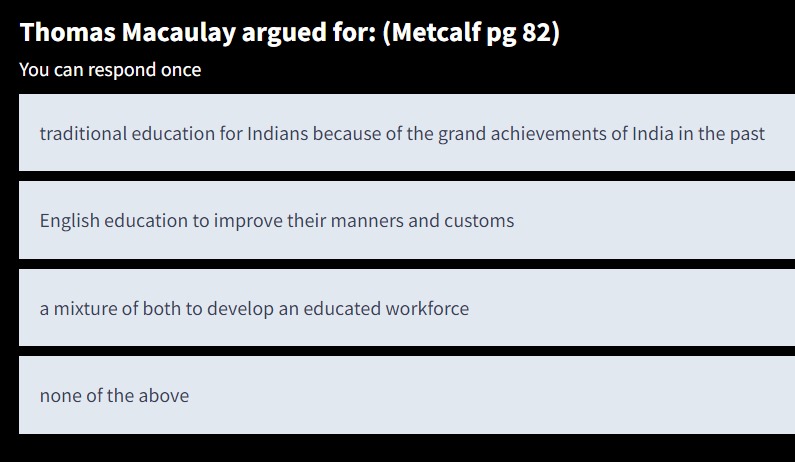 Thomas Macaulay argued for: (Metcalf pg 82)
You can respond once
traditional education for Indians because of the grand achievements of India in the past
English education to improve their manners and customs
a mixture of both to develop an educated workforce
none of the above